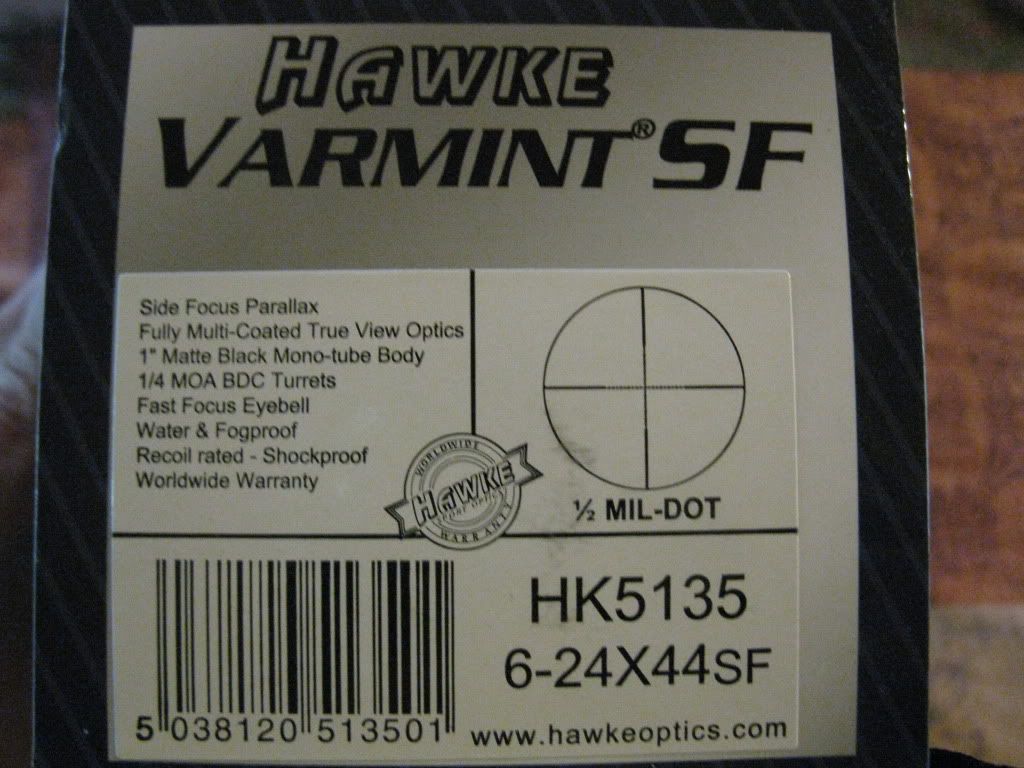 HAWKE
VARMINT® SF
Side Focus Parallax
Fully Multi-Coated True View Optics
1" Matte Black Mono-tube Body
1/4 MOA BDC Turrets
Fast Focus Eyebell
Water & Fogproof
Recoil rated - Shockproof
Worldwide Warranty
WORLDWIDE
HAWKE
WARRANTY
½ MIL-DOT
HK5135
6-24X44SF
5 038120 513501
www.hawkeoptics.com